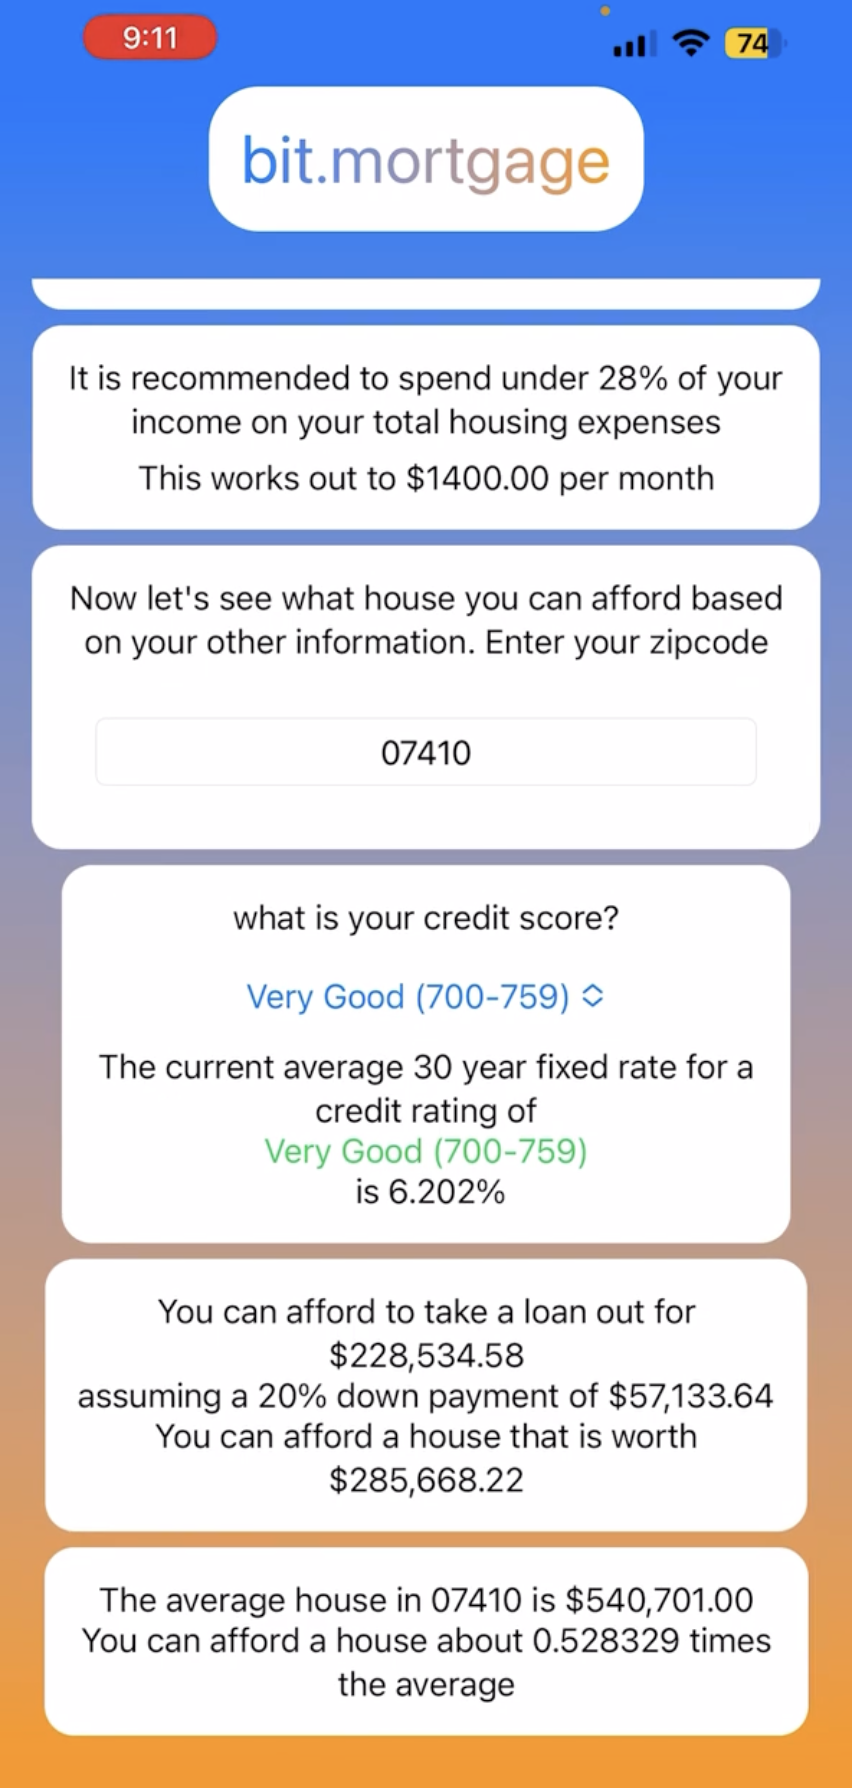 9:11
74
bit.mortgage
It is recommended to spend under 28% of your
income on your total housing expenses
This works out to $1400.00 per month
Now let's see what house you can afford based
on your other information. Enter your zipcode
07410
what is your credit score?
Very Good (700-759)
The current average 30 year fixed rate for a
credit rating of
Very Good (700-759)
is 6.202%
You can afford to take a loan out for
$228,534.58
assuming a 20% down payment of $57,133.64
You can afford a house that is worth
$285,668.22
The average house in 07410 is $540,701.00
You can afford a house about 0.528329 times
the average